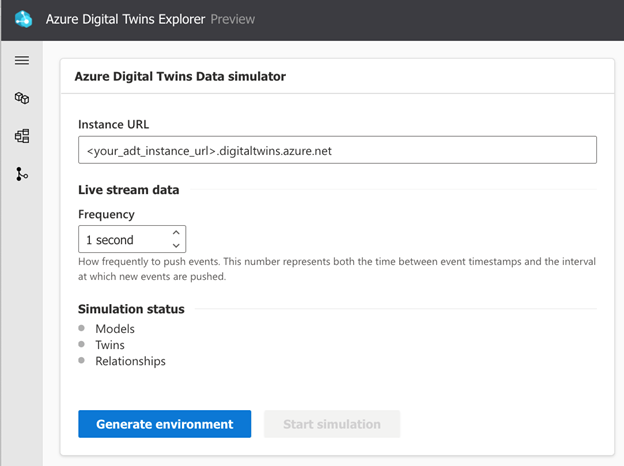 Azure Digital Twins Explorer Preview
Azure Digital Twins Data simulator
Instance URL
<your_adt_instance_url>.digitaltwins.azure.net
Live stream data
Frequency
1 second
How frequently to push events. This number represents both the time between event timestamps and the interval
at which new events are pushed.
Simulation status
Models
Twins
Relationships
Generate environment Start simulation